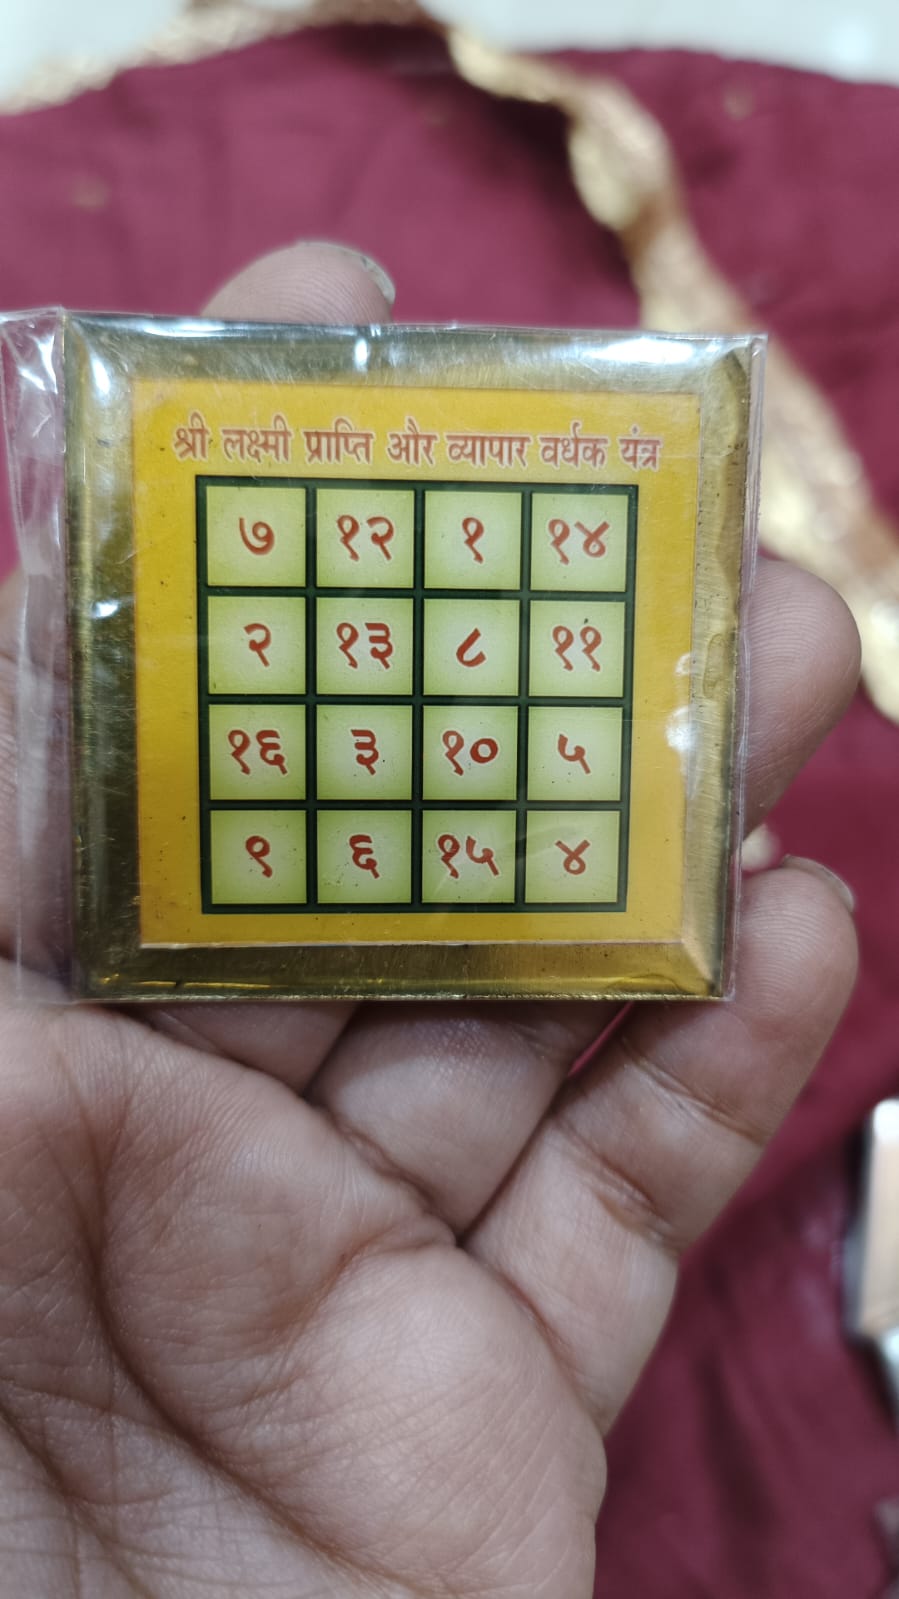 श्री लक्ष्मी प्राप्ति और व्यापार वर्धक यंत्र
७ १२ १ १४
२ १३ ८ ११
१६ ३ १० ५
९ ६ १५ ४